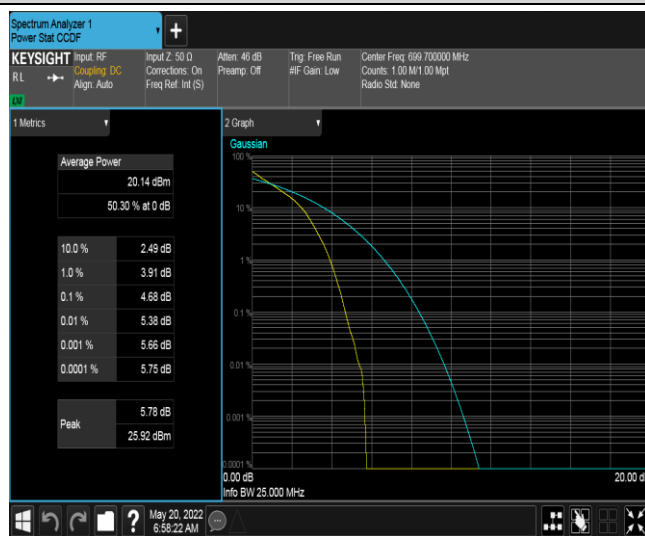 Spectrum Analyzer 1
Power Stat CCDF
+
KEYSIGHT
RL
LXI
Input: RF
Coupling: DC
Align: Auto
Input Z: 50 Ω
Corrections: On
Freq Ref: Int (S)
Atten: 46 dB
Preamp: Off
Trig: Free Run
#IF Gain: Low
Center Freq: 699.700000 MHz
Counts: 1.00 M/1.00 Mpt
Radio Std: None
1 Metrics
Average Power
20.14 dBm
50.30 % at 0 dB
10.0 % 2.49 dB
1.0 % 3.91 dB
0.1 % 4.68 dB
0.01 % 5.38 dB
0.001 % 5.66 dB
0.0001 % 5.75 dB
Peak
5.78 dB
25.92 dBm
2 Graph
Gaussian
100 %
10 %
1 %
0.1 %
0.01 %
0.001 %
0.0001 %
0.00 dB
20.00 d
Info BW 25.000 MHz
?
May 20, 2022
6:58:22 AM